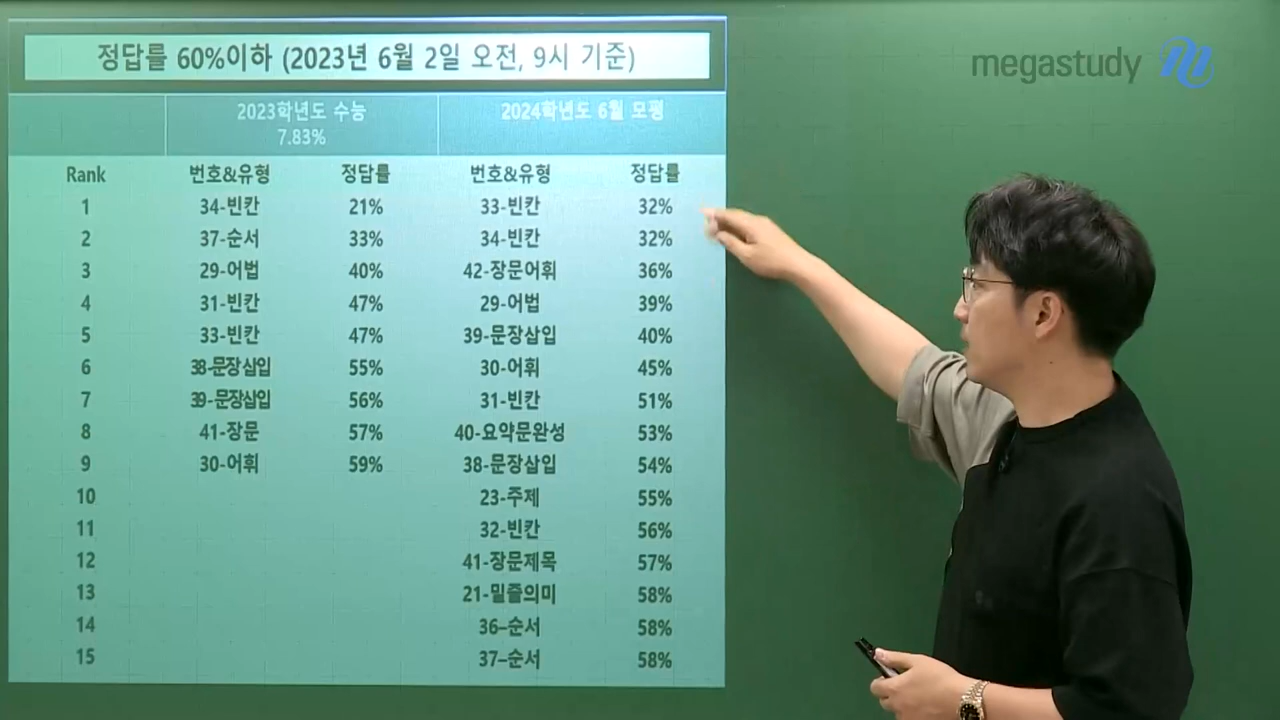 정답률 60%이하 (2023년 6월 2일 오전, 9시 기준)
megastudy
2023학년도 수능 2024학년도 6월 모평
7.83%
Rank 번호&유형 정답률 번호&유형 정답률
1 34-빈칸 21% 33-빈칸 32%
2 37-순서 33% 34-빈칸 32%
3 29-어법 40% 42-장문어휘 36%
4 31-빈칸 47% 29-어법 39%
5 33-빈칸 47% 39-문장삽입 40%
6 38-문장삽입 55% 30-어휘 45%
7 39-문장삽입 56% 31-빈칸 51%
8 41-장문 57% 40-요약문완성 53%
9 30-어휘 59% 38-문장삽입 54%
10 23-주제 55%
11 32-빈칸 56%
12 41-장문제목 57%
13 21-밑줄의미 58%
14 36–순서 58%
15 37–순서 58%